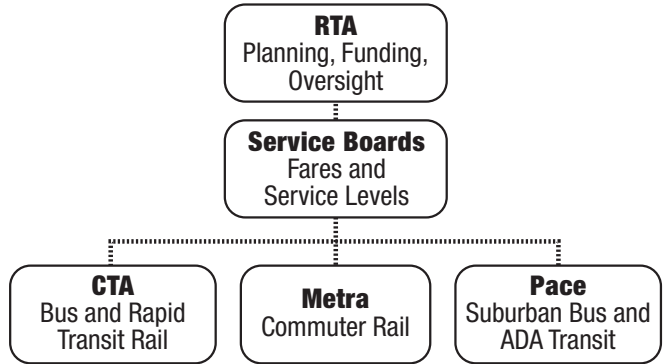 RTA
Planning, Funding,
Oversight
Service Boards
Fares and
Service Levels
CTA
Bus and Rapid
Transit Rail
Metra
Commuter Rail
Pace
Suburban Bus and
ADA Transit